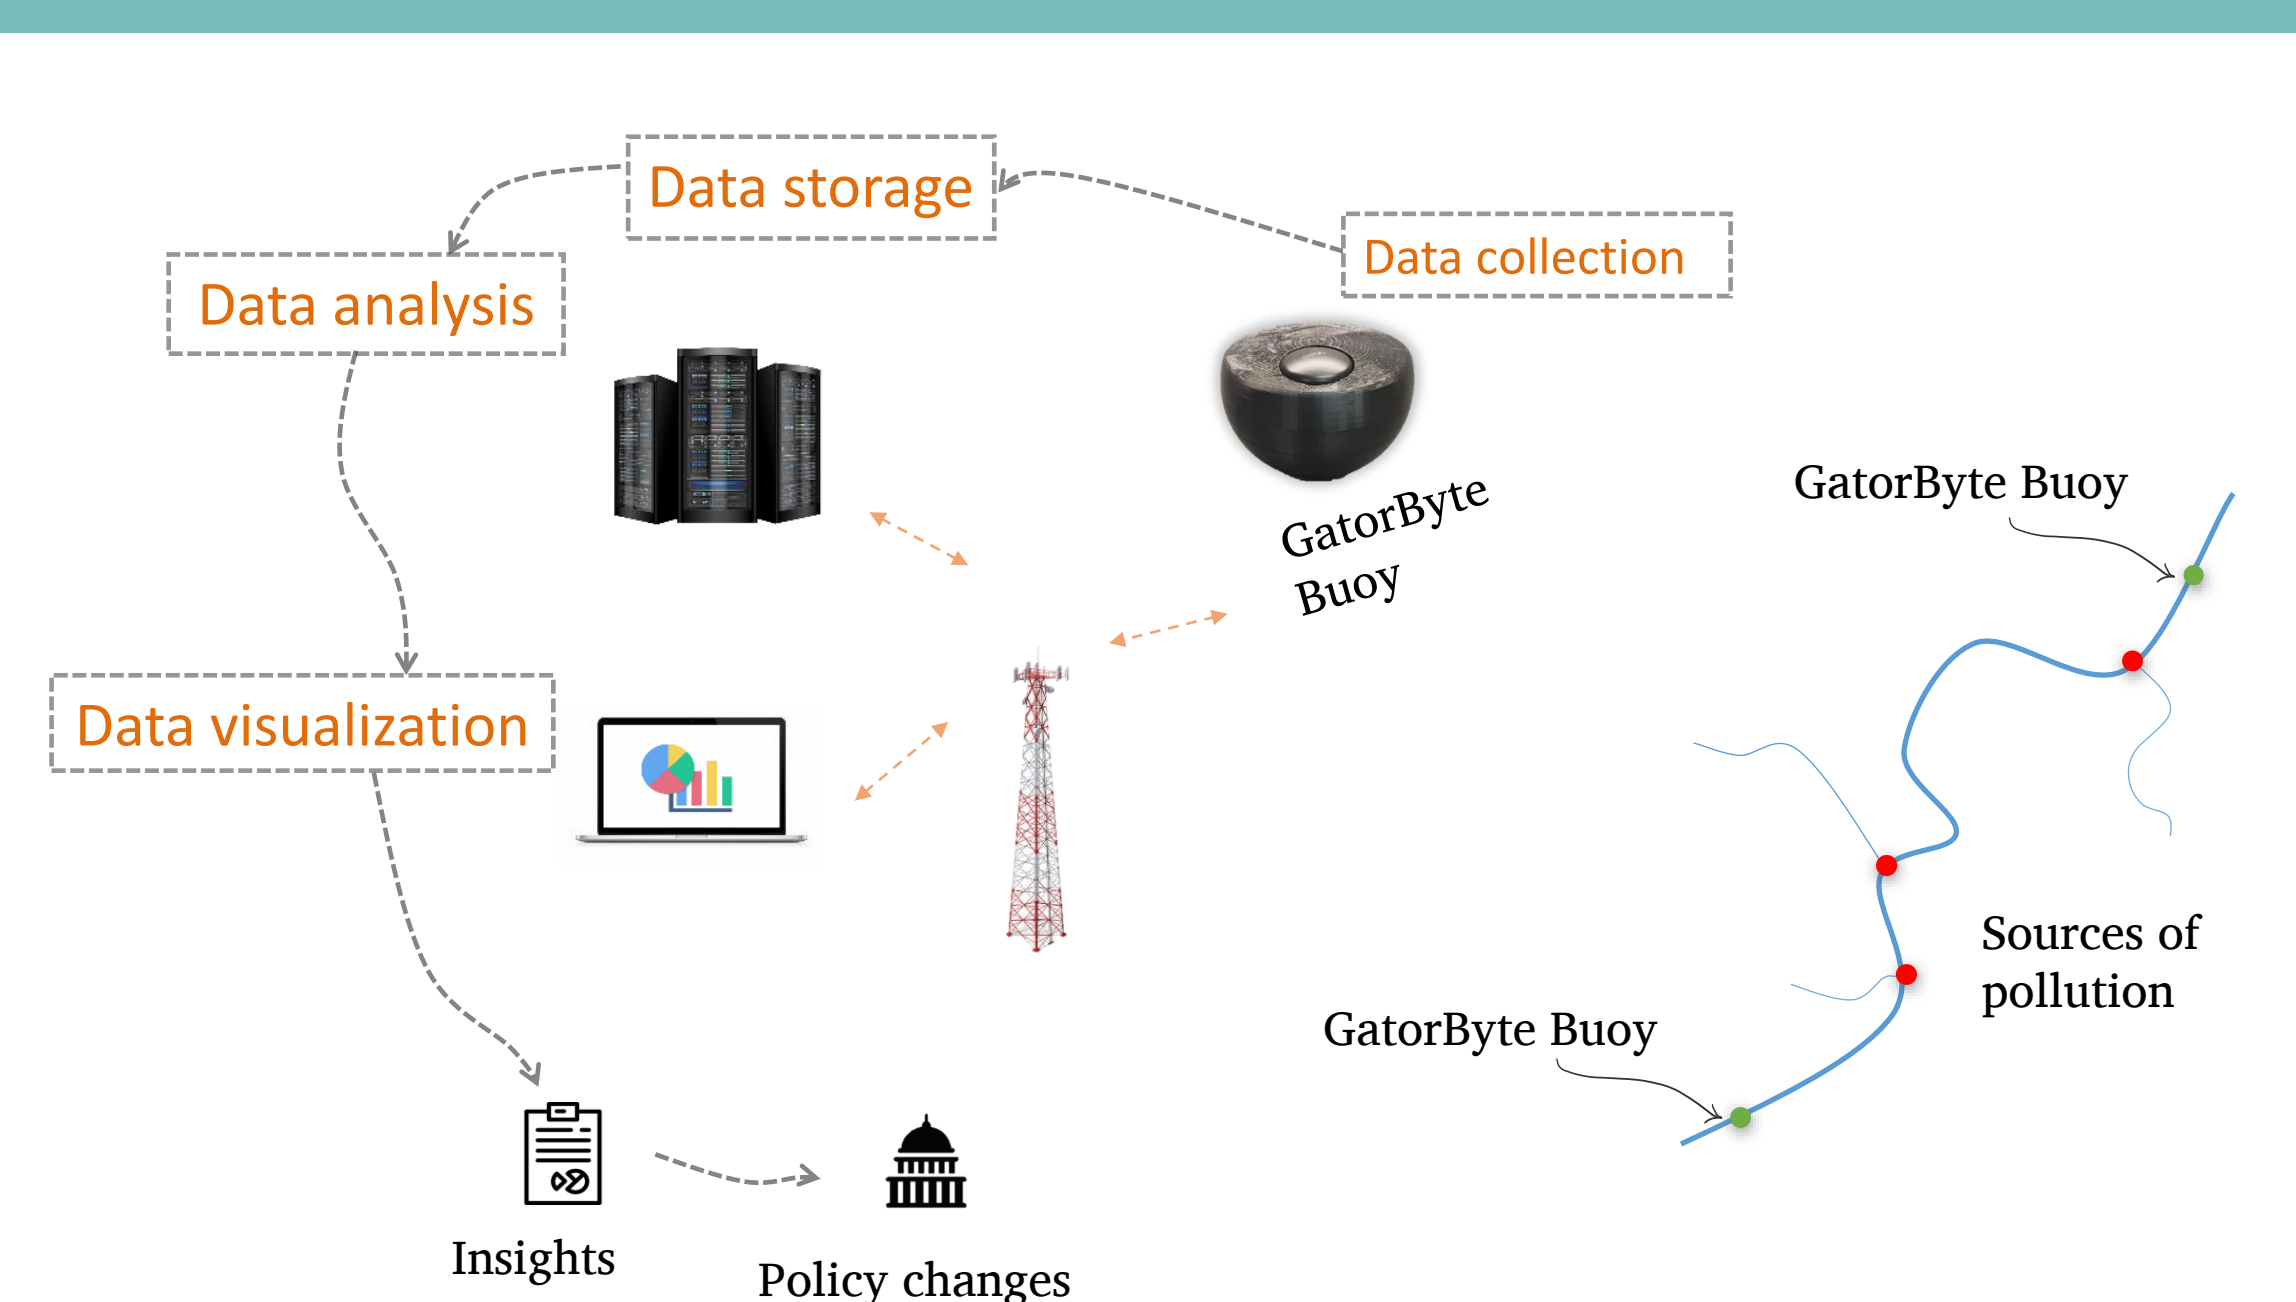 Data storage
Data collection
Data analysis
GatorByte
Buoy
GatorByte Buoy
Data visualization
Sources of
pollution
GatorByte Buoy
Insights
Policy changes